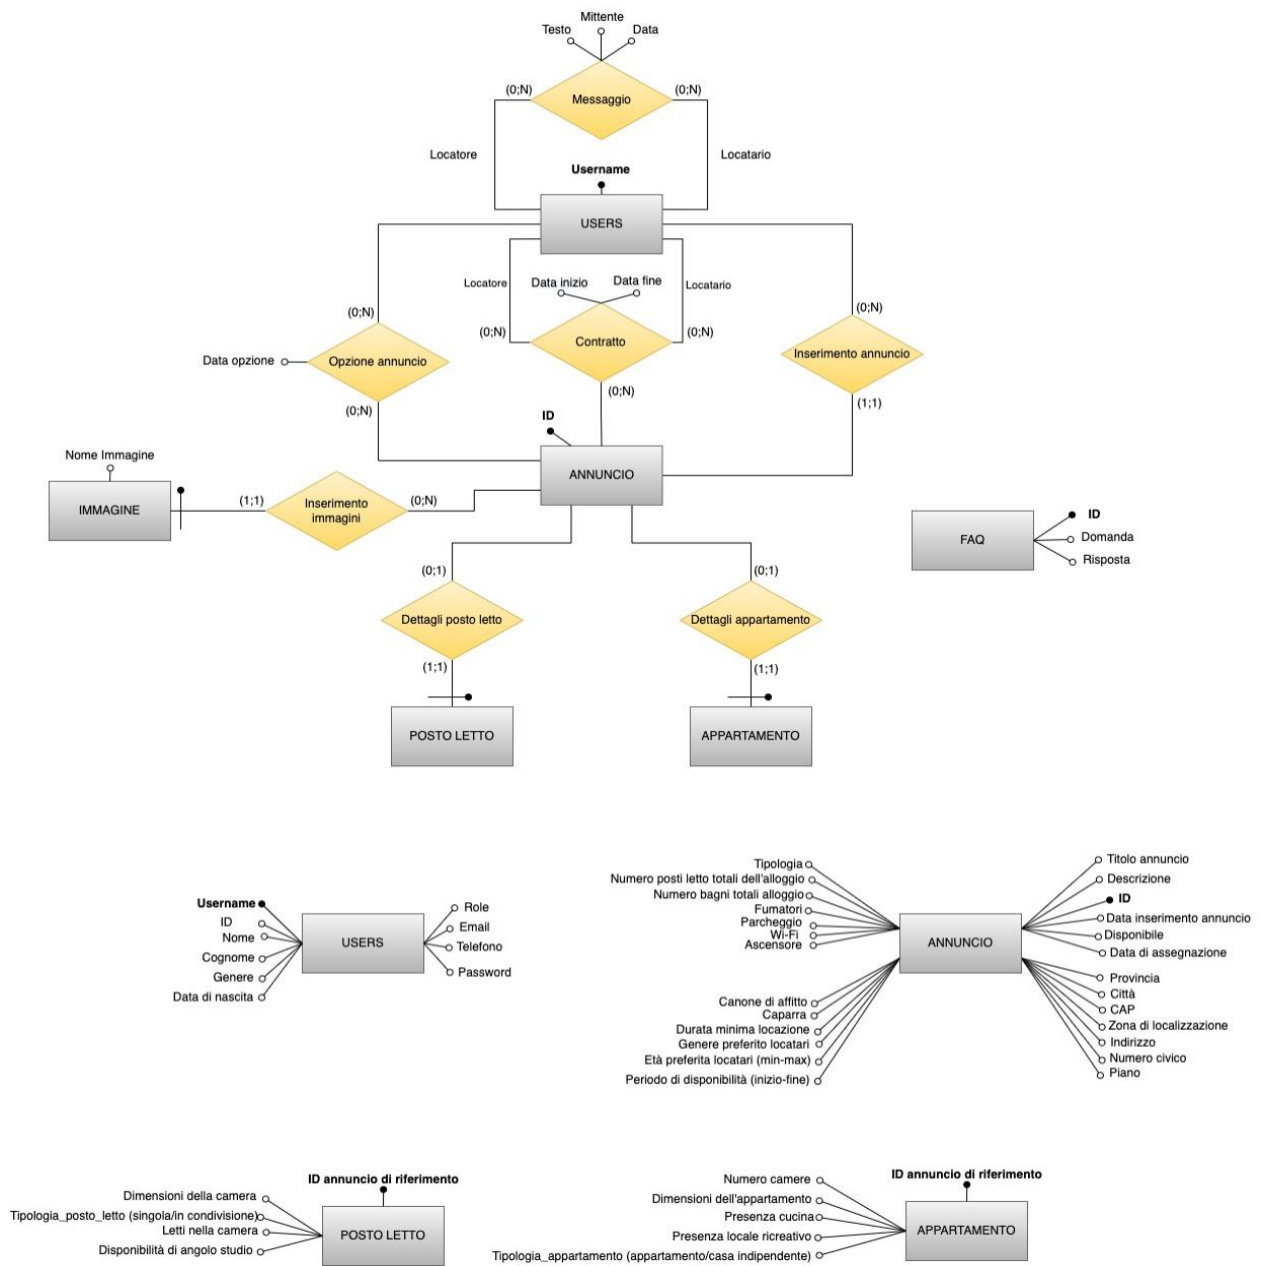 Mittente
Testo
Data
(0;N)
Messaggio
(0;N)
Locatore
Locatario
Username
USERS
Locatore
Data inizio
Data fine
Locatario
(0;N)
(0;N)
(0;N)
(0;N)
Data opzione
Opzione annuncio
Contratto
Inserimento annuncio
(0;N)
(0;N)
(1;1)
ID
Nome Immagine
ANNUNCIO
IMMAGINE
(1;1)
Inserimento
immagini
(0;N)
ID
FAQ
Domanda
Risposta
(0;1)
(0;1)
Dettagli posto letto
Dettagli appartamento
(1;1)
(1;1)
POSTO LETTO
APPARTAMENTO
Username
ID
Nome
Cognome
Genere
Data di nascita
USERS
Role
Email
Telefono
Password
Tipologia
Numero posti letto totali dell'alloggio
Numero bagni totali alloggio
Fumatori
Parcheggio
Wi-Fi
Ascensore
Canone di affitto
Caparra
Durata minima locazione
Genere preferito locatari
Età preferita locatari (min-max)
Periodo di disponibilità (inizio-fine)
ANNUNCIO
Titolo annuncio
Descrizione
ID
Data inserimento annuncio
Disponibile
Data di assegnazione
Provincia
Città
CAP
Zona di localizzazione
Indirizzo
Numero civico
Piano
ID annuncio di riferimento
Dimensioni della camera
Tipologia_posto_letto (singola/in condivisione)
Letti nella camera
Disponibilità di angolo studio
POSTO LETTO
ID annuncio di riferimento
Numero camere
Dimensioni dell'appartamento
Presenza cucina
Presenza locale ricreativo
Tipologia_appartamento (appartamento/casa indipendente)
APPARTAMENTO